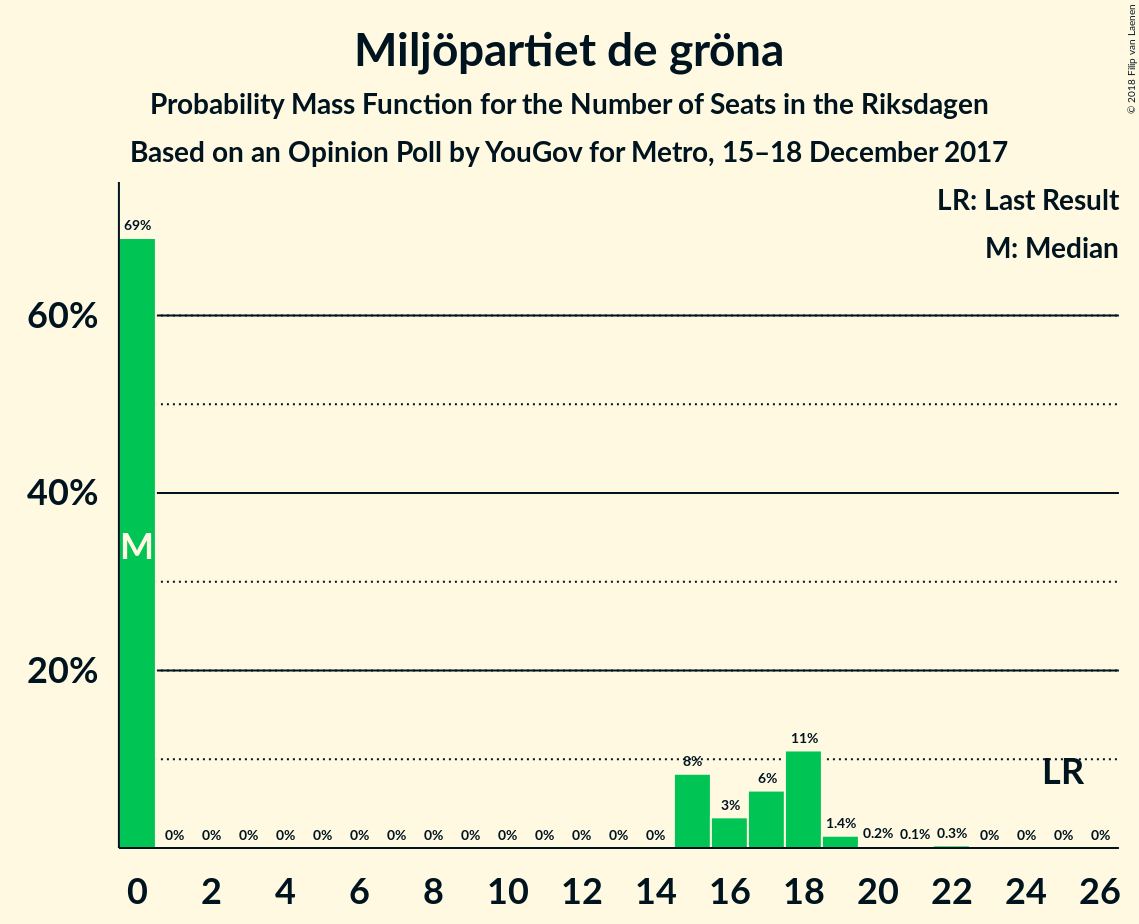 Miljöpartiet de gröna
Probability Mass Function for the Number of Seats in the Riksdagen
Based on an Opinion Poll by YouGov for Metro, 15–18 December 2017
© 2018 Filip van Laenen
LR: Last Result
M: Median
69%
60%
40%
M
20%
11%
8%
6%
LR
3%
1.4%
0% 0% 0% 0% 0% 0% 0% 0% 0% 0% 0% 0% 0% 0% 0.2% 0.1% 0.3% 0% 0% 0% 0%
0 2 4 6 8 10 12 14 16 18 20 22 24 26